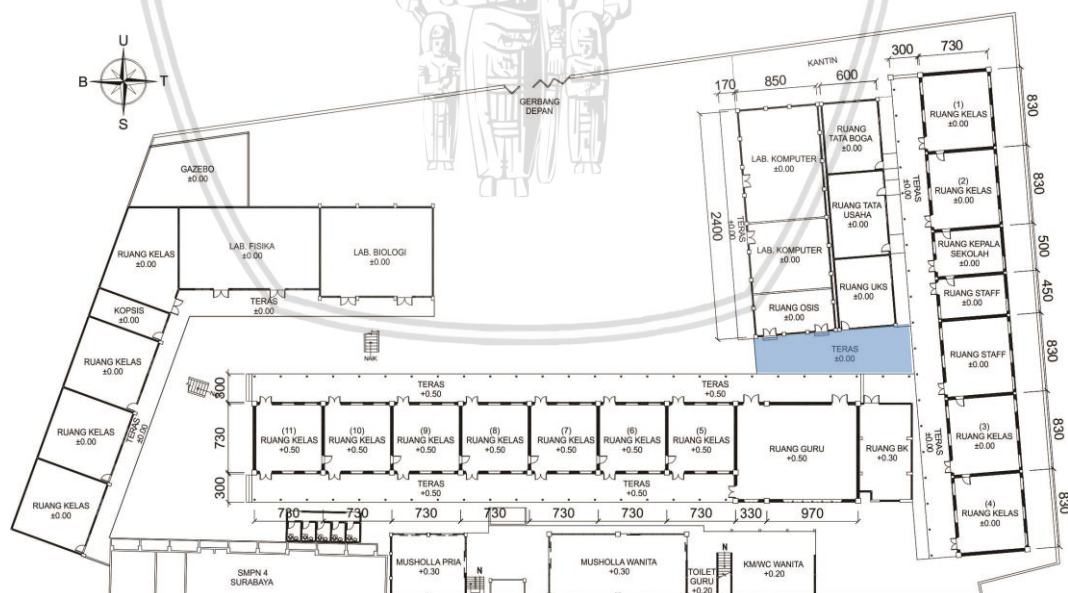 U
B
T
S
GERBANG
DEPAN
KANTIN
170
850
600
300
730
GAZEBO
±0.00
RUANG KELAS
±0.00
LAB. FISIKA
±0.00
LAB. BIOLOGI
±0.00
TERAS
±0.00
KOPSIS
±0.00
RUANG KELAS
±0.00
RUANG KELAS
±0.00
RUANG KELAS
±0.00
TERAS
±0.00
NAIK
2400
TERAS
±0.00
LAB. KOMPUTER
±0.00
LAB. KOMPUTER
±0.00
RUANG OSIS
±0.00
RUANG
TATA BOGA
±0.00
RUANG TATA
USAHA
±0.00
RUANG UKS
±0.00
TERAS
±0.00
TERAS
±0.00
(1)
RUANG KELAS
±0.00
(2)
RUANG KELAS
±0.00
RUANG KEPALA
SEKOLAH
±0.00
RUANG STAFF
±0.00
RUANG STAFF
±0.00
(3)
RUANG KELAS
±0.00
(4)
RUANG KELAS
±0.00
TERAS
±0.00
830
830
500
450
830
830
830
300
730
300
TERAS
+0.50
TERAS
+0.50
(11)
RUANG KELAS
+0.50
(10)
RUANG KELAS
+0.50
(9)
RUANG KELAS
+0.50
(8)
RUANG KELAS
+0.50
(7)
RUANG KELAS
+0.50
(6)
RUANG KELAS
+0.50
(5)
RUANG KELAS
+0.50
RUANG GURU
+0.50
RUANG BK
+0.30
TERAS
+0.50
TERAS
+0.50
730
730
730
730
730
730
730
330
970
SMPN 4
SURABAYA
MUSHOLLA PRIA
+0.30
N
MUSHOLLA WANITA
+0.30
TOILET
GURU
+0.20
N
KM/WC WANITA
+0.20